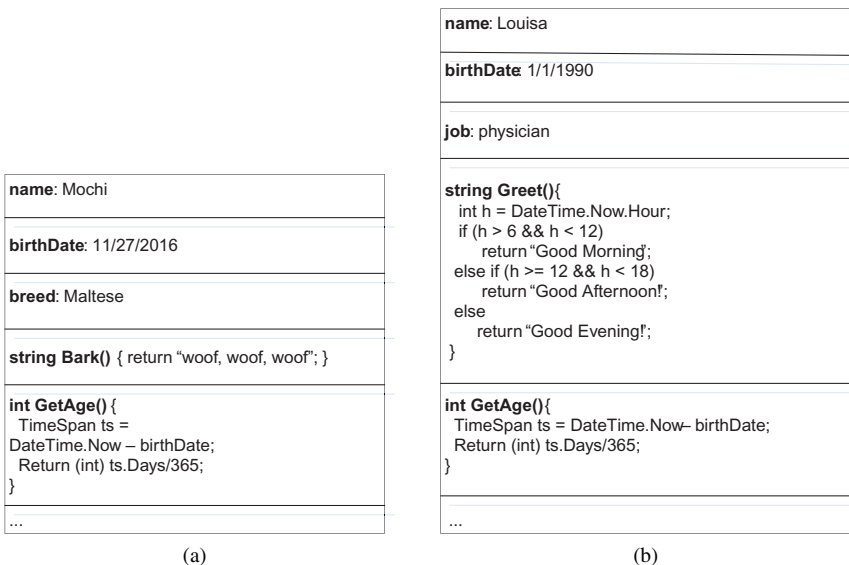 name: Mochi
birthDate: 11/27/2016
breed: Maltese
string Bark() { return “woof, woof, woof”; }
int GetAge() {
TimeSpan ts =
DateTime.Now – birthDate;
Return (int) ts.Days/365;
}
...
(a)
name: Louisa
birthDate: 1/1/1990
job: physician
string Greet(){
int h = DateTime.Now.Hour;
if (h > 6 && h < 12)
return “Good Morning”;
else if (h >= 12 && h < 18)
return “Good Afternoon!”;
else
return “Good Evening!”;
}
int GetAge(){
TimeSpan ts = DateTime.Now– birthDate;
Return (int) ts.Days/365;
}
...
(b)